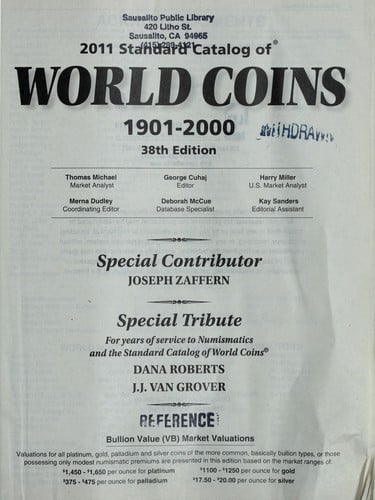 Sausalito Public Library
420 Litho St.
Sausalito, CA 94965
(415) 289-4121
2011 Standard Catalog of®
WORLD COINS
1901-2000
WITHDRAWN
38th Edition
Thomas Michael George Cuhaj Harry Miller
Market Analyst Editor U.S. Market Analyst
Merna Dudley Deborah McCue Kay Sanders
Coordinating Editor Database Specialist Editorial Assistant
Special Contributor
JOSEPH ZAFFERN
Special Tribute
For years of service to Numismatics
and the Standard Catalog of World Coins®
DANA ROBERTS
J.J. VAN GROVER
REFERENCE
Bullion Value (BV) Market Valuations
Valuations for all platinum, gold, palladium and silver coins of the more common, basically bullion types, or those
possessing only modest numismatic premiums are presented in this edition based on the market ranges of:
$1,450 - $1,650 per ounce for platinum $1100 - $1250 per ounce for gold
$375 - $475 per ounce for palladium $17.50 - $20.00 per ounce for silver